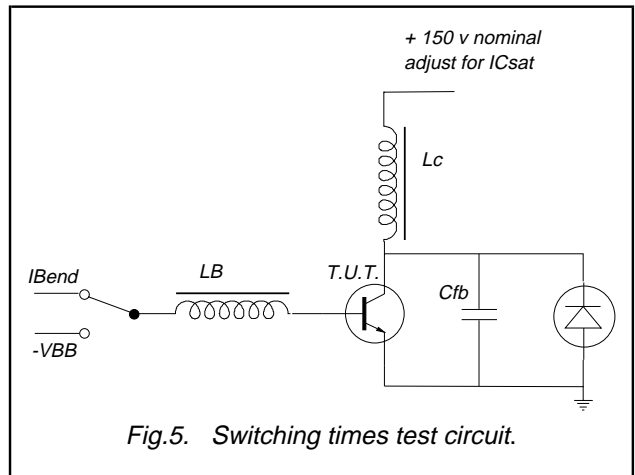 + 150 v nominal
adjust for ICsat
Lc
IBend
LB
T.U.T.
Cfb
-VBB
Fig.5. Switching times test circuit.